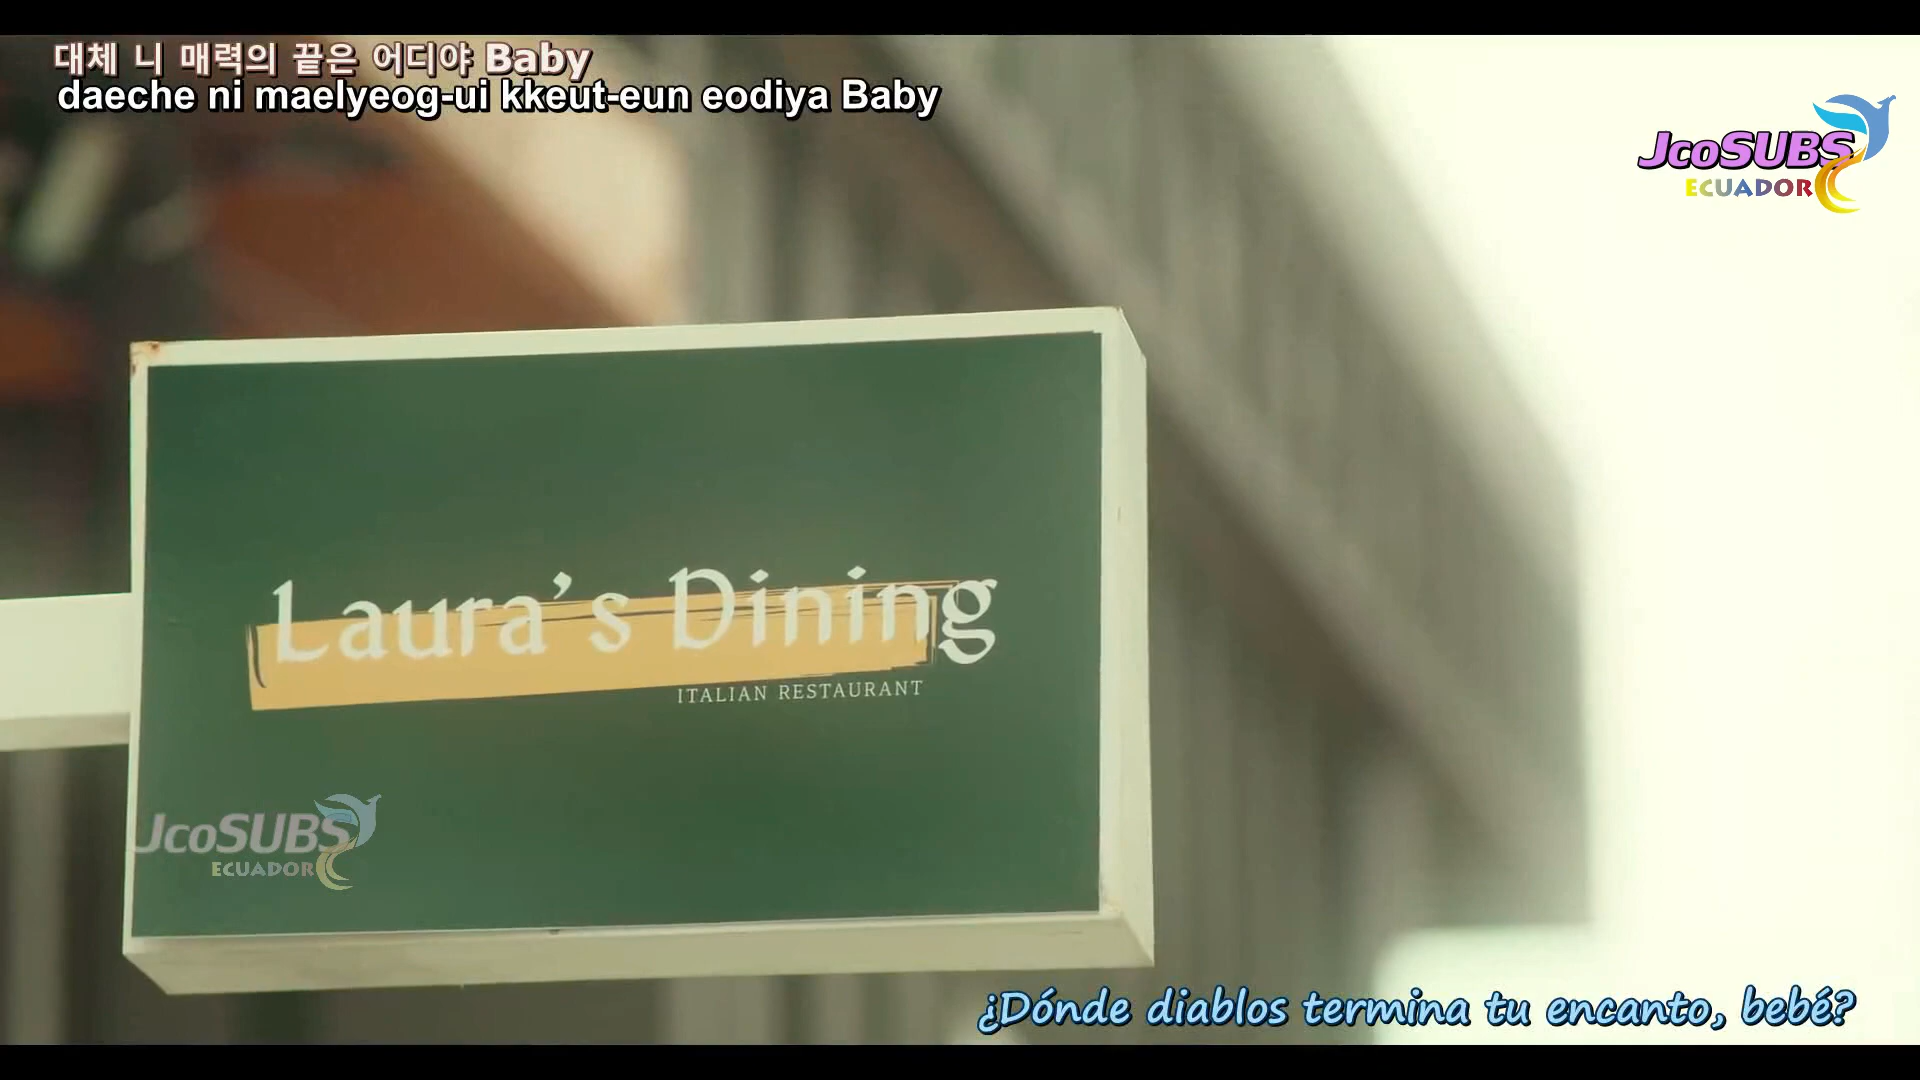 대체 니 매력의 끝은 어디야 Baby
daeche ni maelyeog-ui kkeut-eun eodiya Baby
JcoSUBS
ECUADOR
Laura's Dining
ITALIAN RESTAURANT
JcoSUBS
ECUADOR
¿Dónde diablos termina tu encanto, bebé?